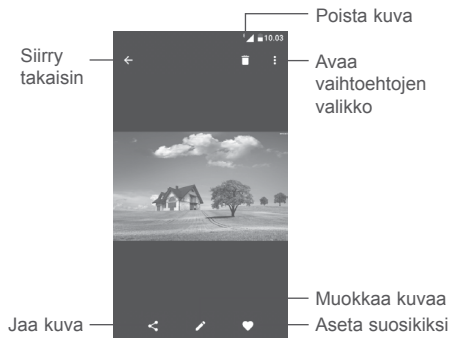 Poista kuva
10.03
Siirry
takaisin
Avaa
vaihtoehtojen
valikko
Muokkaa kuvaa
Jaa kuva
Aseta suosikiksi